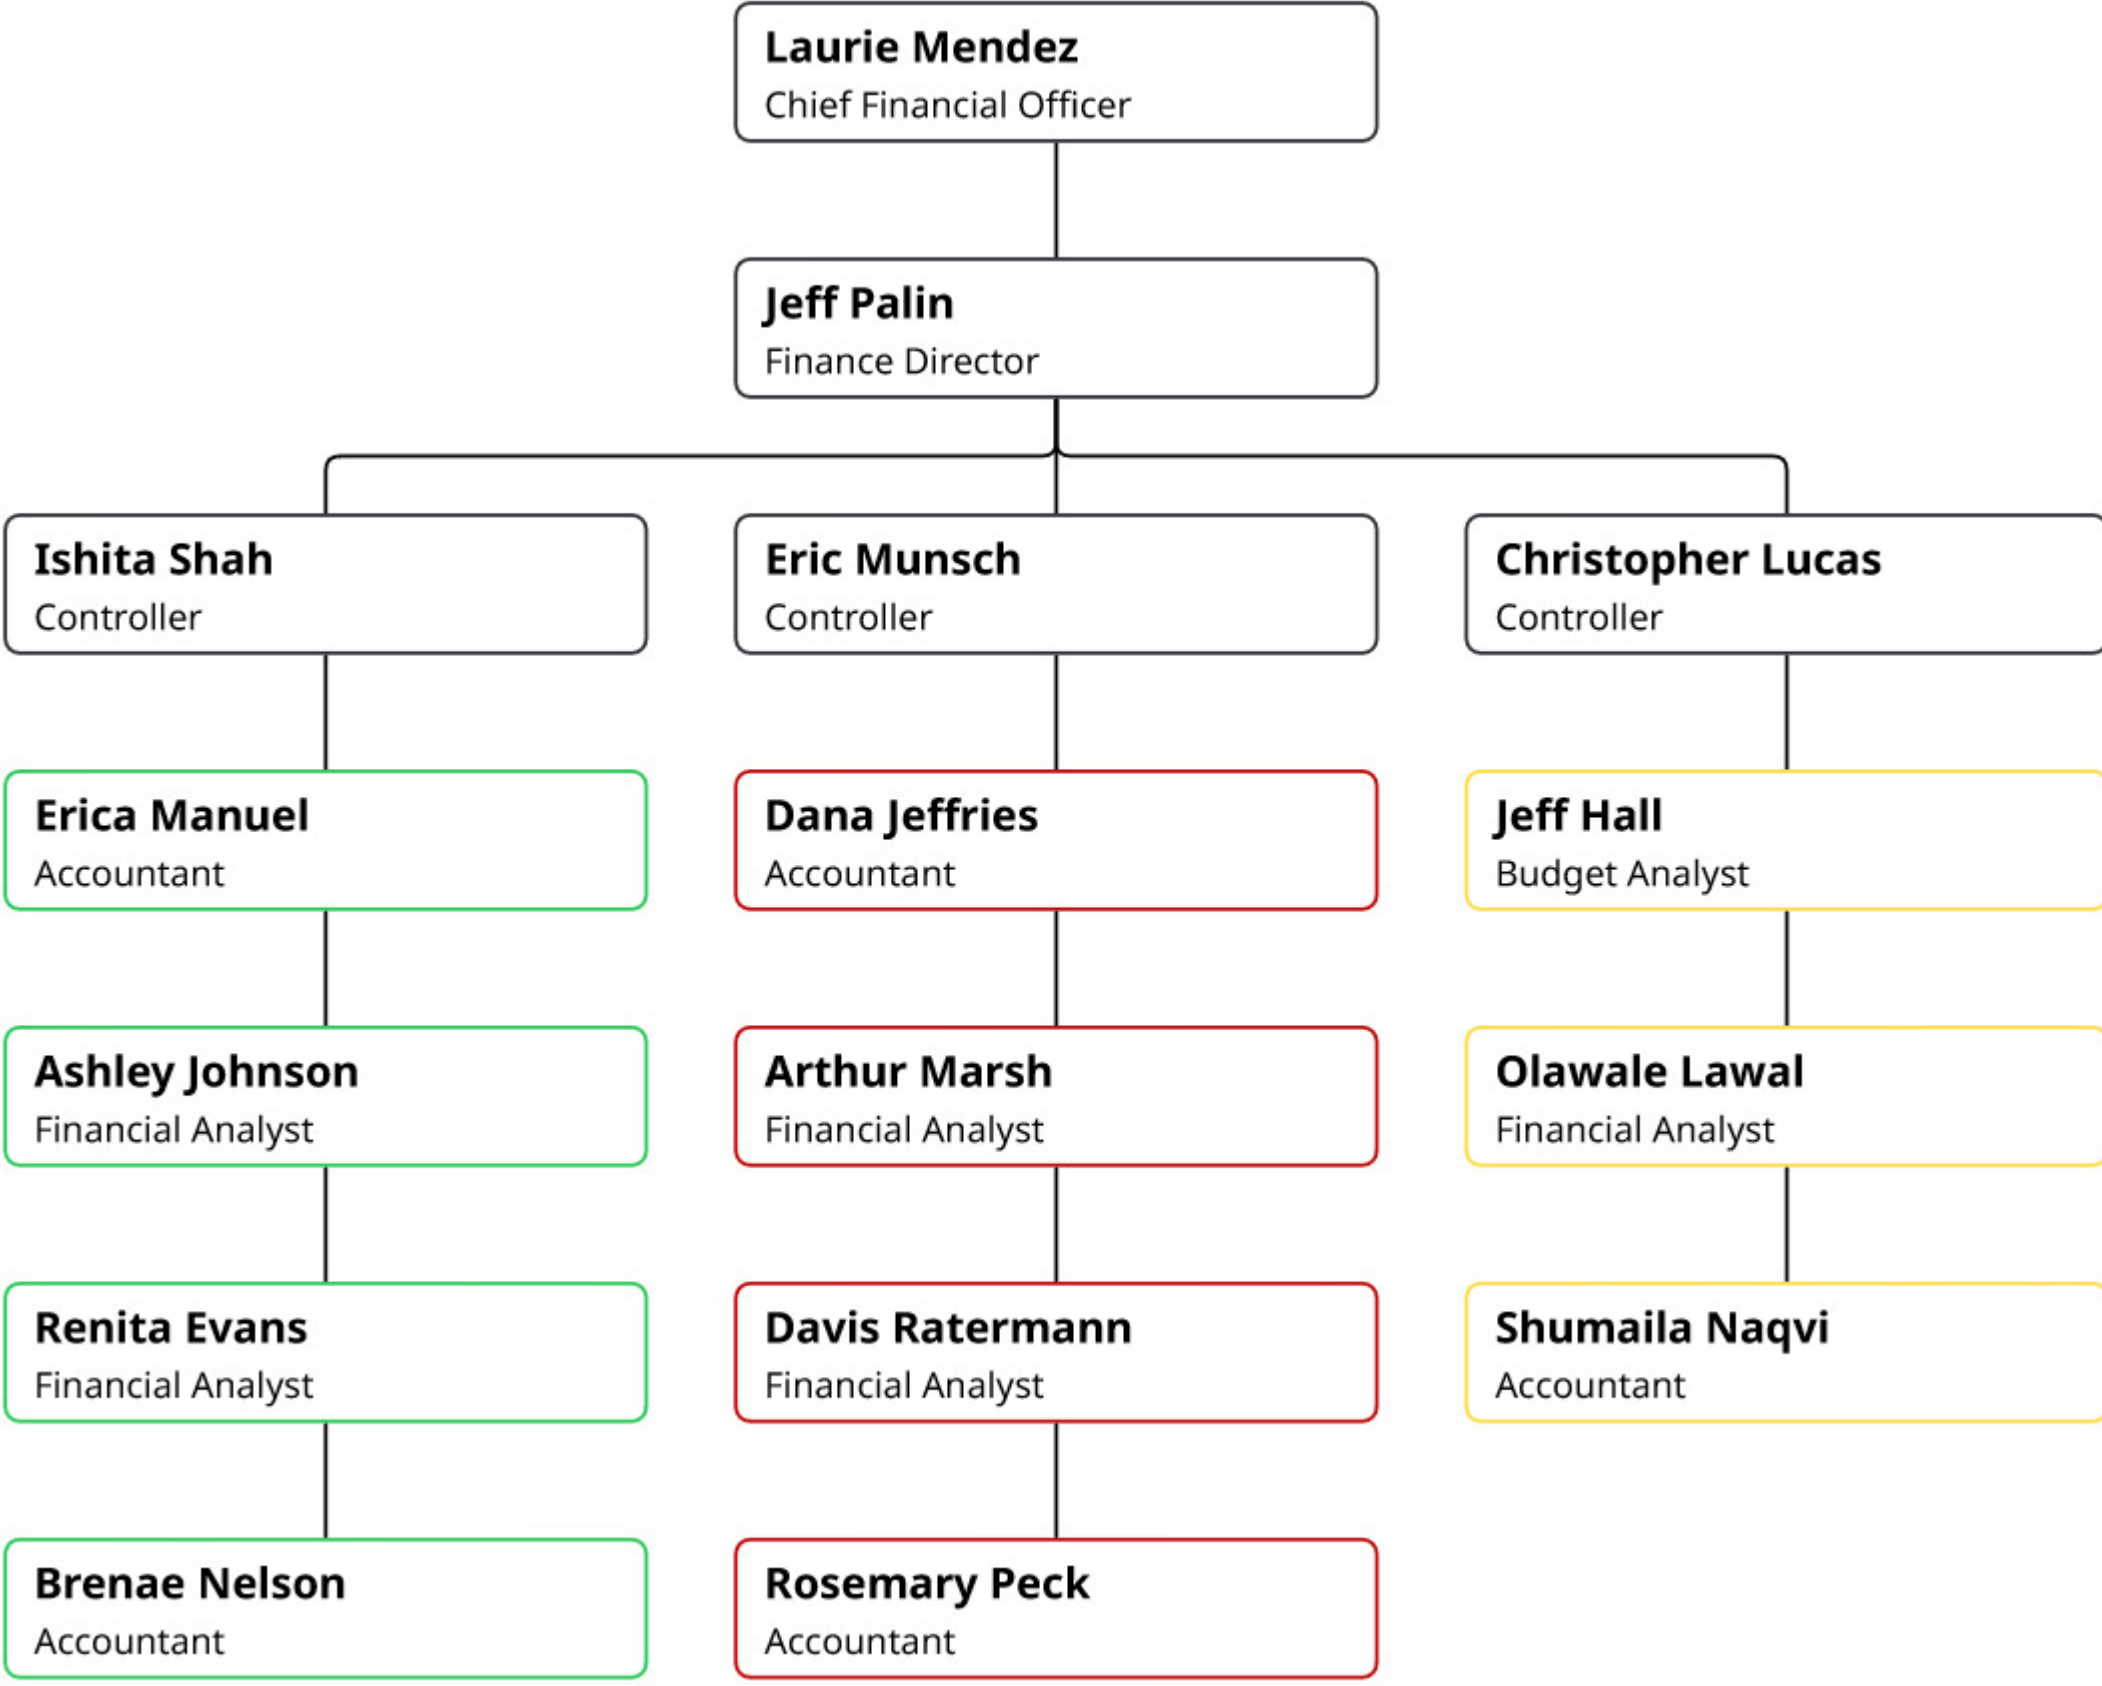 Laurie Mendez
Chief Financial Officer
Jeff Palin
Finance Director
Ishita Shah
Controller
Eric Munsch
Controller
Christopher Lucas
Controller
Erica Manuel
Accountant
Dana Jeffries
Accountant
Jeff Hall
Budget Analyst
Ashley Johnson
Financial Analyst
Arthur Marsh
Financial Analyst
Olawale Lawal
Financial Analyst
Renita Evans
Financial Analyst
Davis Ratermann
Financial Analyst
Shumaila Naqvi
Accountant
Brenae Nelson
Accountant
Rosemary Peck
Accountant